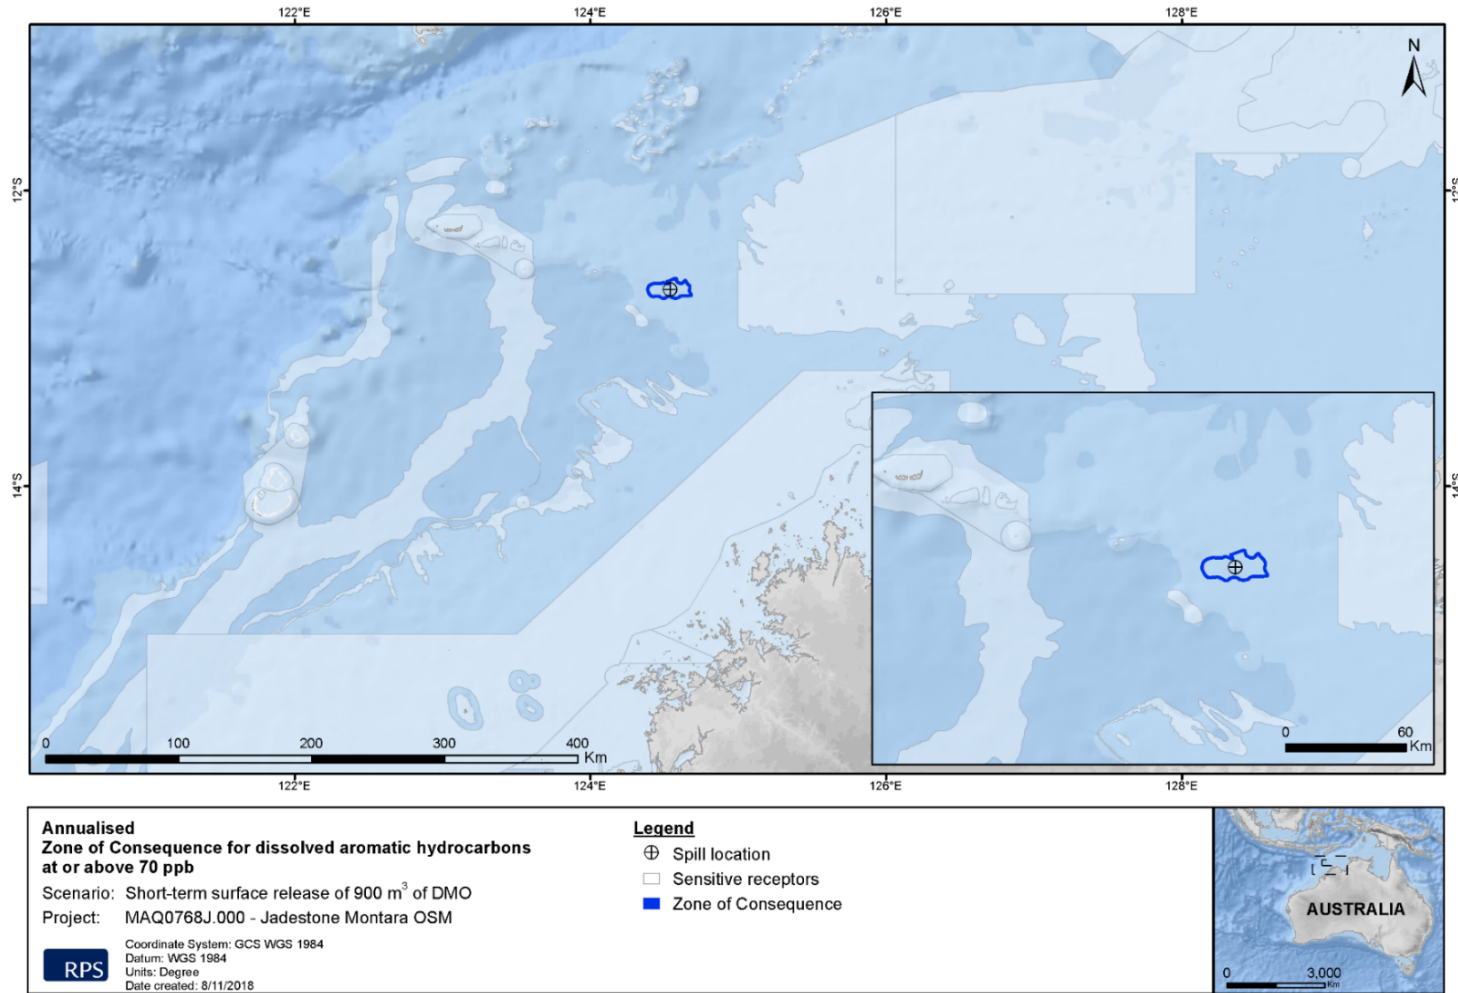 122°E 124°E 126°E 128°E
N
12°S 12°S
14°S 14°S
0 60
Km
0 100 200 300 400
Km
122°E 124°E 126°E 128°E
Annualised
Zone of Consequence for dissolved aromatic hydrocarbons
at or above 70 ppb
Scenario: Short-term surface release of 900 m³ of DMO
Project: MAQ0768J.000 - Jadestone Montara OSM
RPS
Coordinate System: GCS WGS 1984
Datum: WGS 1984
Units: Degree
Date created: 8/11/2018
Legend
Spill location
Sensitive receptors
Zone of Consequence
AUSTRALIA
0 3,000
Km